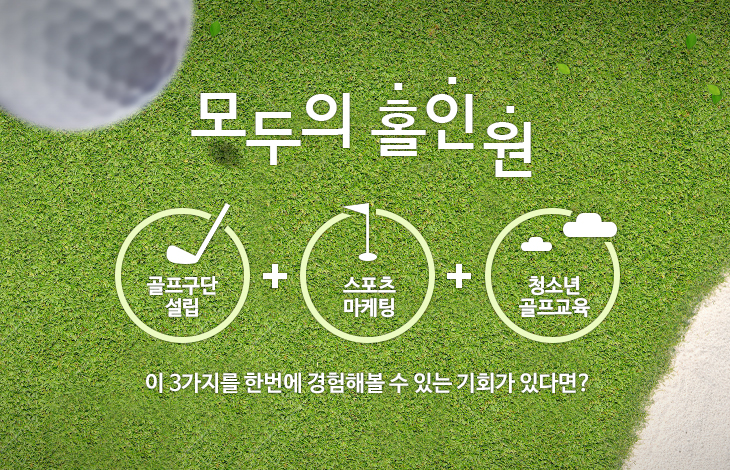 모두의 홀인원
골프구단
설립
스포츠
마케팅
청소년
골프교육
이 3가지를 한번에 경험해볼 수 있는 기회가 있다면?